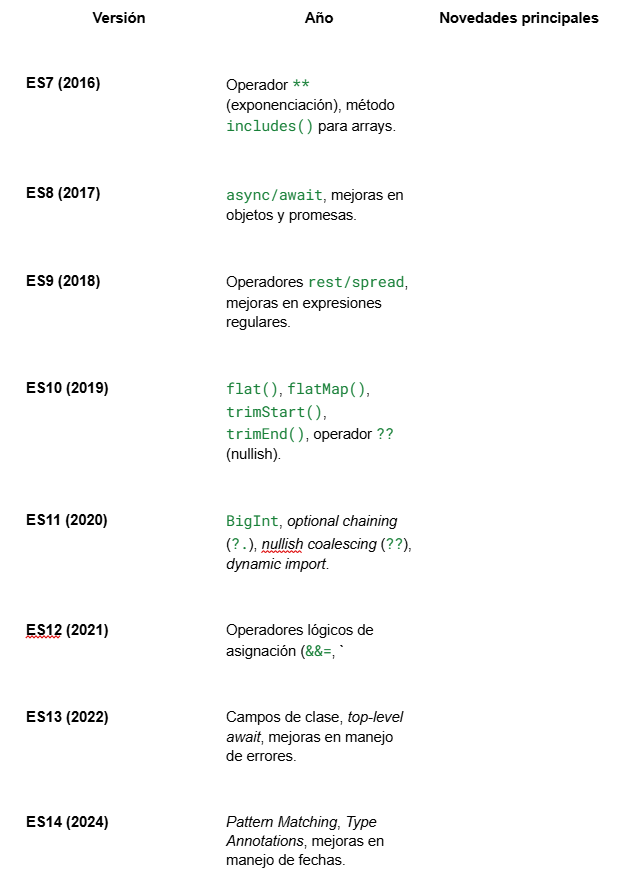 Versión Año Novedades principales
ES7 (2016) Operador **
(exponenciación), método
includes() para arrays.
ES8 (2017) async/await, mejoras en
objetos y promesas.
ES9 (2018) Operadores rest/spread,
mejoras en expresiones
regulares.
ES10 (2019) flat(), flatMap(),
trimStart(),
trimEnd(), operador ??
(nullish).
ES11 (2020) BigInt, optional chaining
(?.), nullish coalescing (??),
dynamic import.
ES12 (2021) Operadores lógicos de
asignación (&&=, `
ES13 (2022) Campos de clase, top-level
await, mejoras en manejo
de errores.
ES14 (2024) Pattern Matching, Type
Annotations, mejoras en
manejo de fechas.